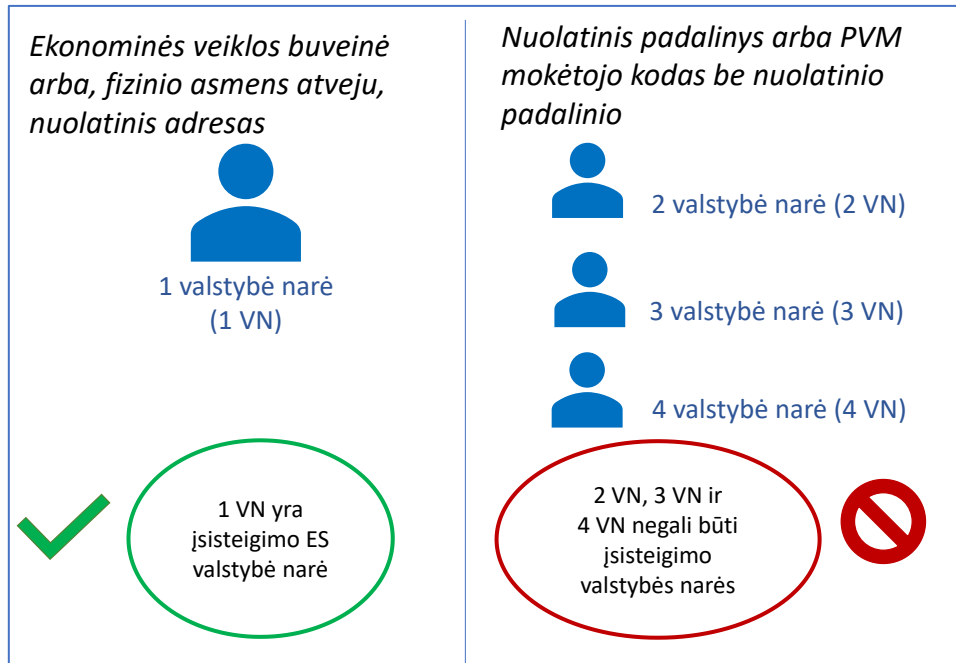 Ekonominės veiklos buveinė
arba, fizinio asmens atveju,
nuolatinis adresas
1 valstybė narė
(1 VN)
1 VN yra
įsisteigimo ES
valstybė narė
Nuolatinis padalinys arba PVM
mokėtojo kodas be nuolatinio
padalinio
2 valstybė narė (2 VN)
3 valstybė narė (3 VN)
4 valstybė narė (4 VN)
2 VN, 3 VN ir
4 VN negali būti
įsisteigimo
valstybės narės